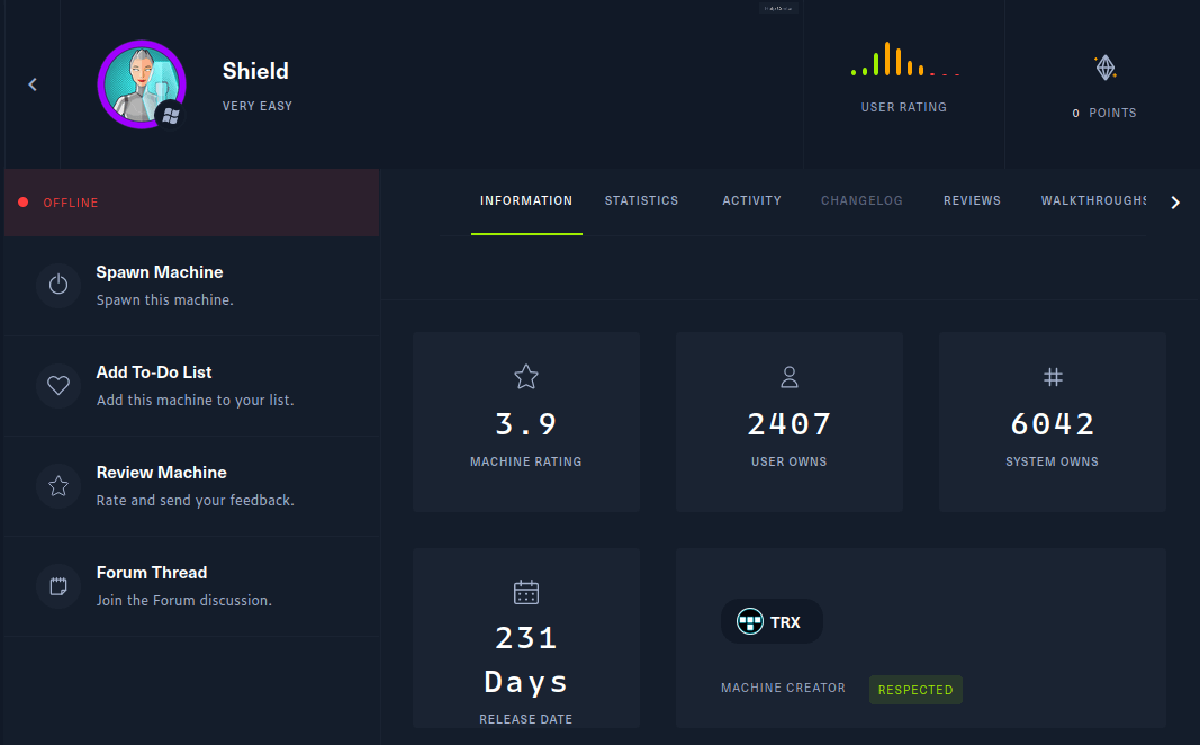 Shield
VERY EASY
USER RATING
0 POINTS
OFFLINE
INFORMATION
STATISTICS
ACTIVITY
CHANGELOG
REVIEWS
WALKTHROUGHS
Spawn Machine
Spawn this machine.
Add To-Do List
Add this machine to your list.
Review Machine
Rate and send your feedback.
Forum Thread
Join the Forum discussion.
3.9
MACHINE RATING
2407
USER OWNS
6042
SYSTEM OWNS
231
Days
RELEASE DATE
TRX
MACHINE CREATOR
RESPECTED